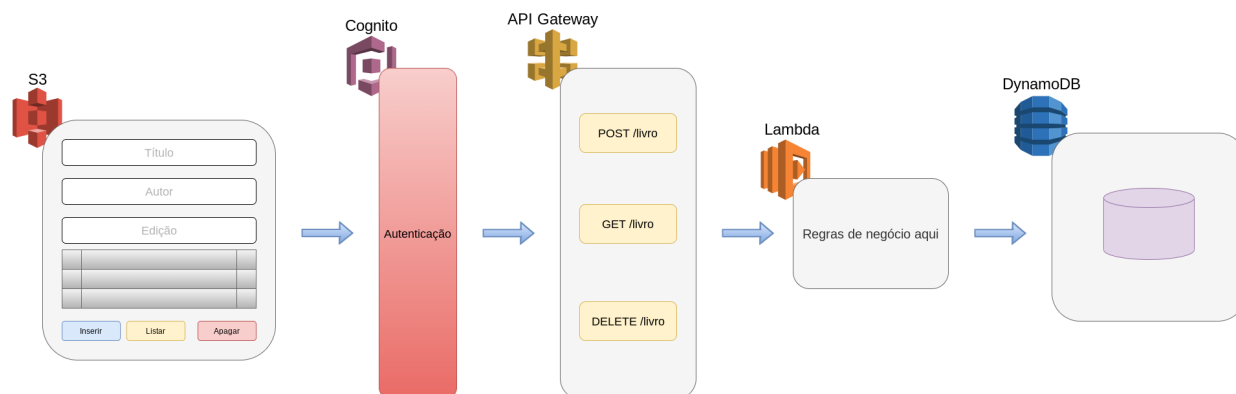 S3
Título
Autor
Edição
Inserir
Listar
Apagar
Cognito
Autenticação
API Gateway
POST /livro
GET /livro
DELETE /livro
Lambda
Regras de negócio aqui
DynamoDB